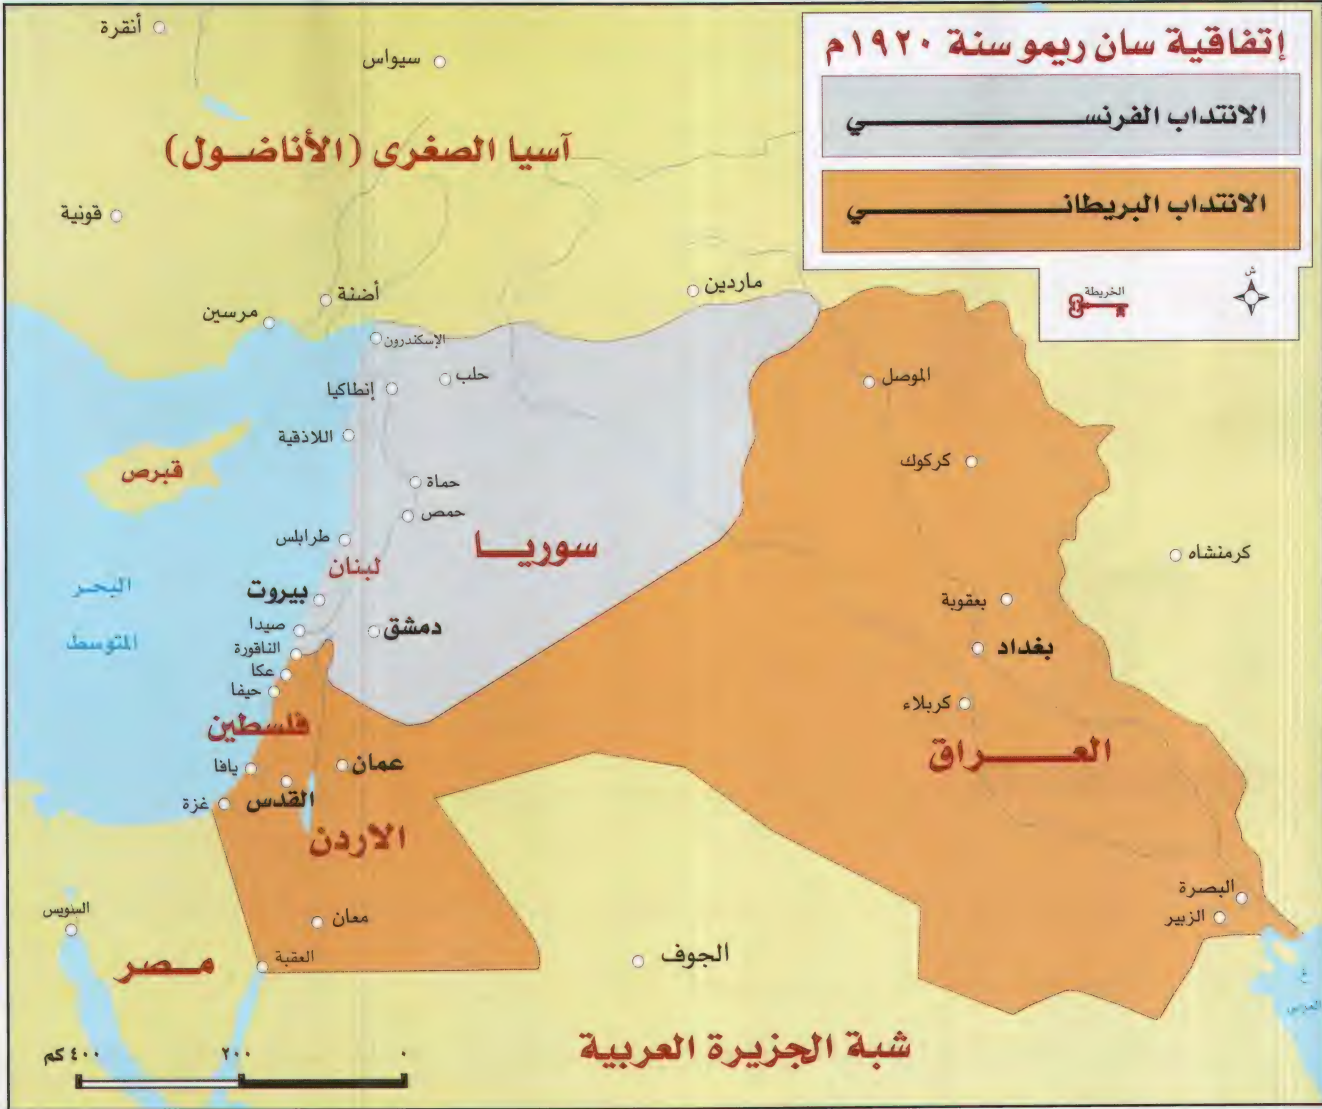 إتفاقية سان ريمو سنة ١٩٢٠م
الانتداب الفرنسي
الانتداب البريطاني
ش
الخريطة
أنقرة
سيواس
آسيا الصغرى (الأناضول)
قونية
ماردين
أضنة
مرسين
الإسكندرون
حلب
إنطاكيا
الموصل
اللاذقية
كركوك
قبرص
حماة
حمص
طرابلس
سوريا
كرمنشاه
لبنان
البحر
المتوسط
بيروت
بعقوبة
صيدا
دمشق
بغداد
الناقورة
عكا
حيفا
كربلاء
فلسطين
العراق
يافا
عمان
القدس
غزة
الاردن
البصرة
الزبير
السويس
معان
مصر
العقبة
الجوف
العربي
شبة الجزيرة العربية
٤٠٠ كم
٢٠٠
٠